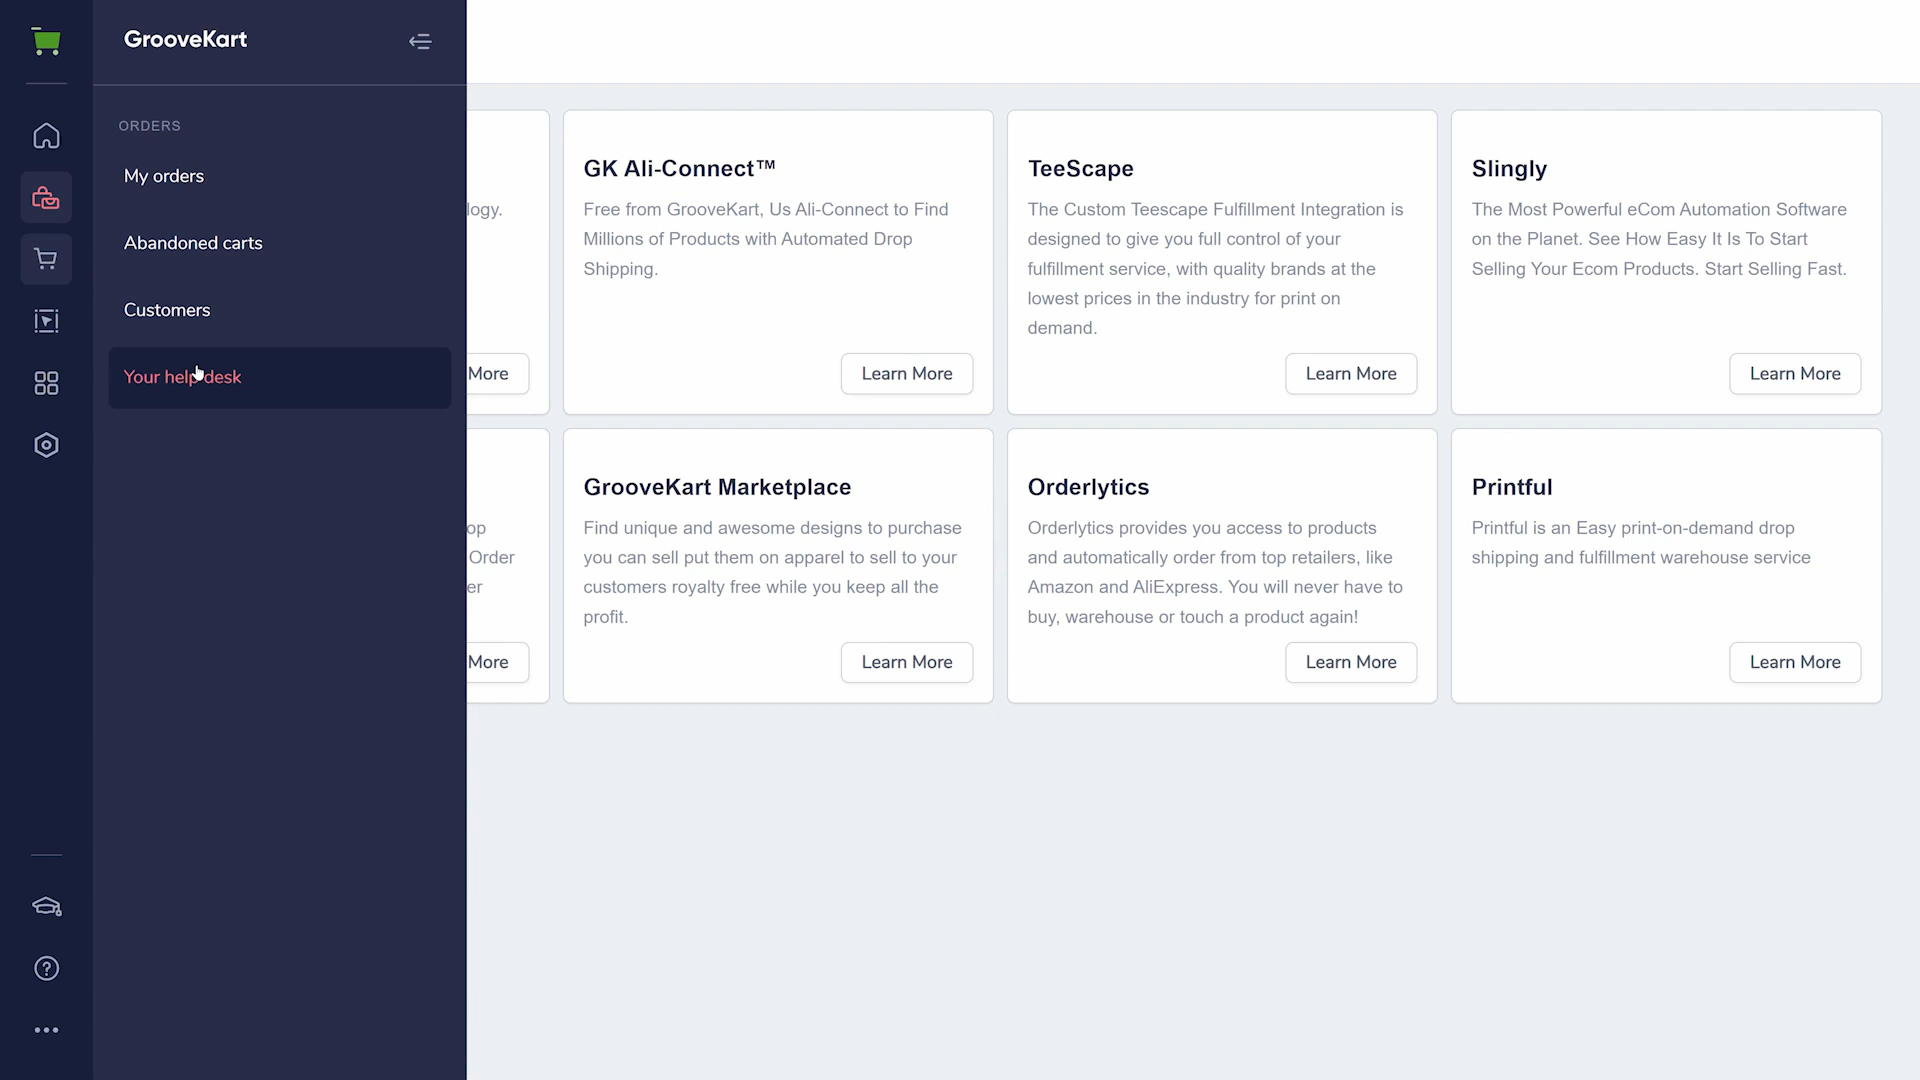 GrooveKart
ORDERS
My orders
Abandoned carts
Customers
Your help desk
logy.
More
GK Ali-Connect™
Free from GrooveKart, Us Ali-Connect to Find
Millions of Products with Automated Drop
Shipping.
Learn More
TeeScape
The Custom Teescape Fulfillment Integration is
designed to give you full control of your
fulfillment service, with quality brands at the
lowest prices in the industry for print on
demand.
Learn More
Slingly
The Most Powerful eCom Automation Software
on the Planet. See How Easy It Is To Start
Selling Your Ecom Products. Start Selling Fast.
Learn More
op
Order
er
More
GrooveKart Marketplace
Find unique and awesome designs to purchase
you can sell put them on apparel to sell to your
customers royalty free while you keep all the
profit.
Learn More
Orderlytics
Orderlytics provides you access to products
and automatically order from top retailers, like
Amazon and AliExpress. You will never have to
buy, warehouse or touch a product again!
Learn More
Printful
Printful is an Easy print-on-demand drop
shipping and fulfillment warehouse service
Learn More